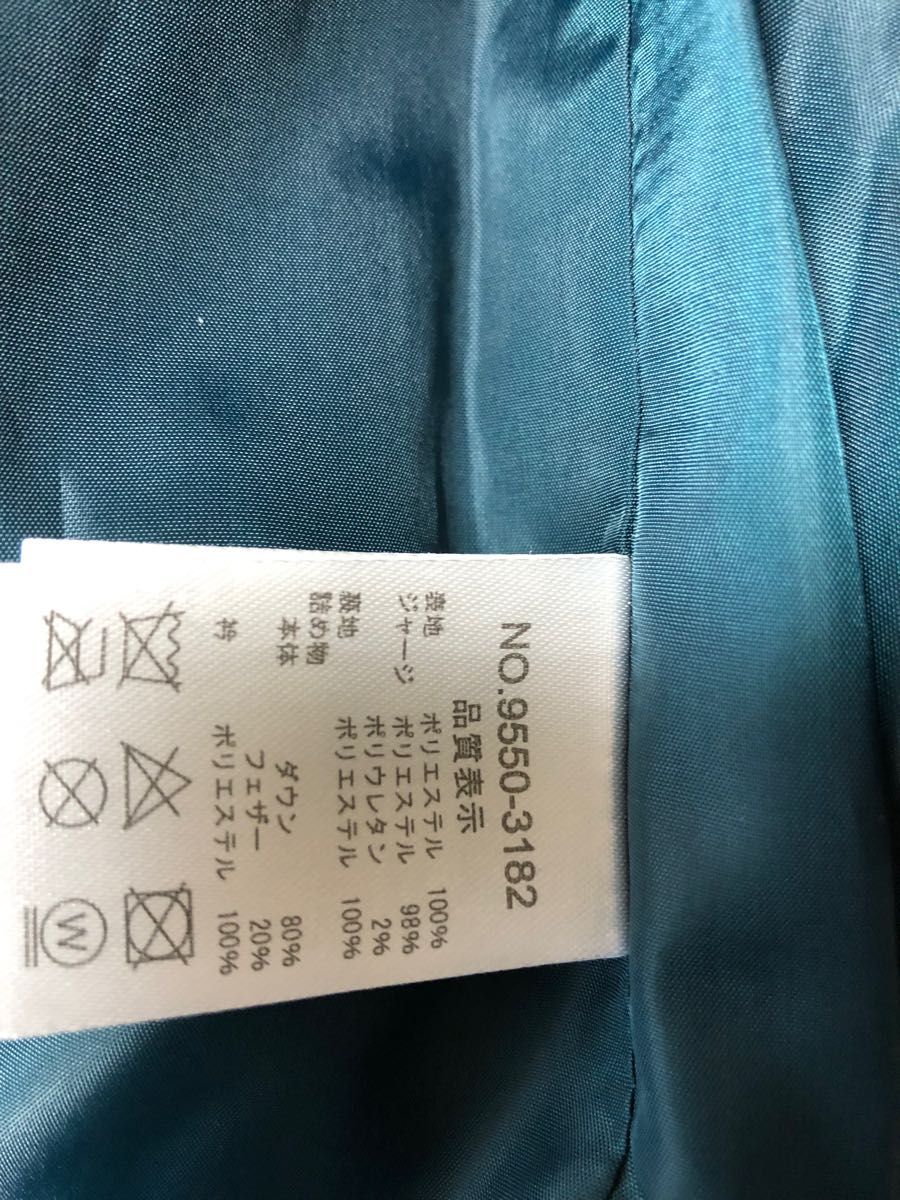 NO.9550-3182
品質表示
表地 ポリエステル 100%
ジャージ ポリエステル 98%
ポリウレタン 2%
裏地 ポリエステル 100%
詰め物
本体 ダウン 80%
フェザー 20%
衿 ポリエステル 100%
W